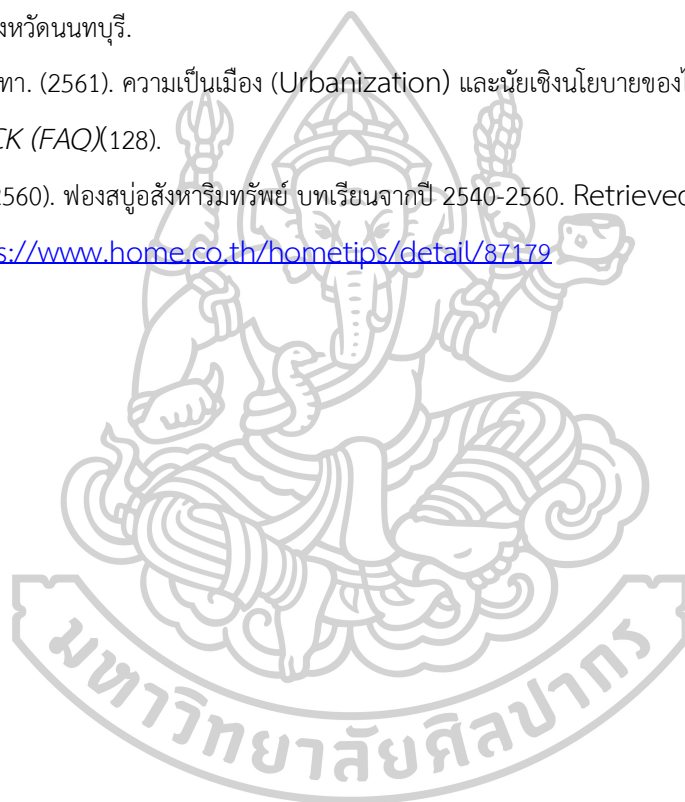 งหวัดนนทบุรี.
ทา. (2561). ความเป็นเมือง (Urbanization) และนัยเชิงนโยบายของไ
CK (FAQ)(128).
2560). ฟองสบู่อสังหาริมทรัพย์ บทเรียนจากปี 2540-2560. Retrieved
s://www.home.co.th/hometips/detail/87179
มหาวิทยาลัยศิลปากร